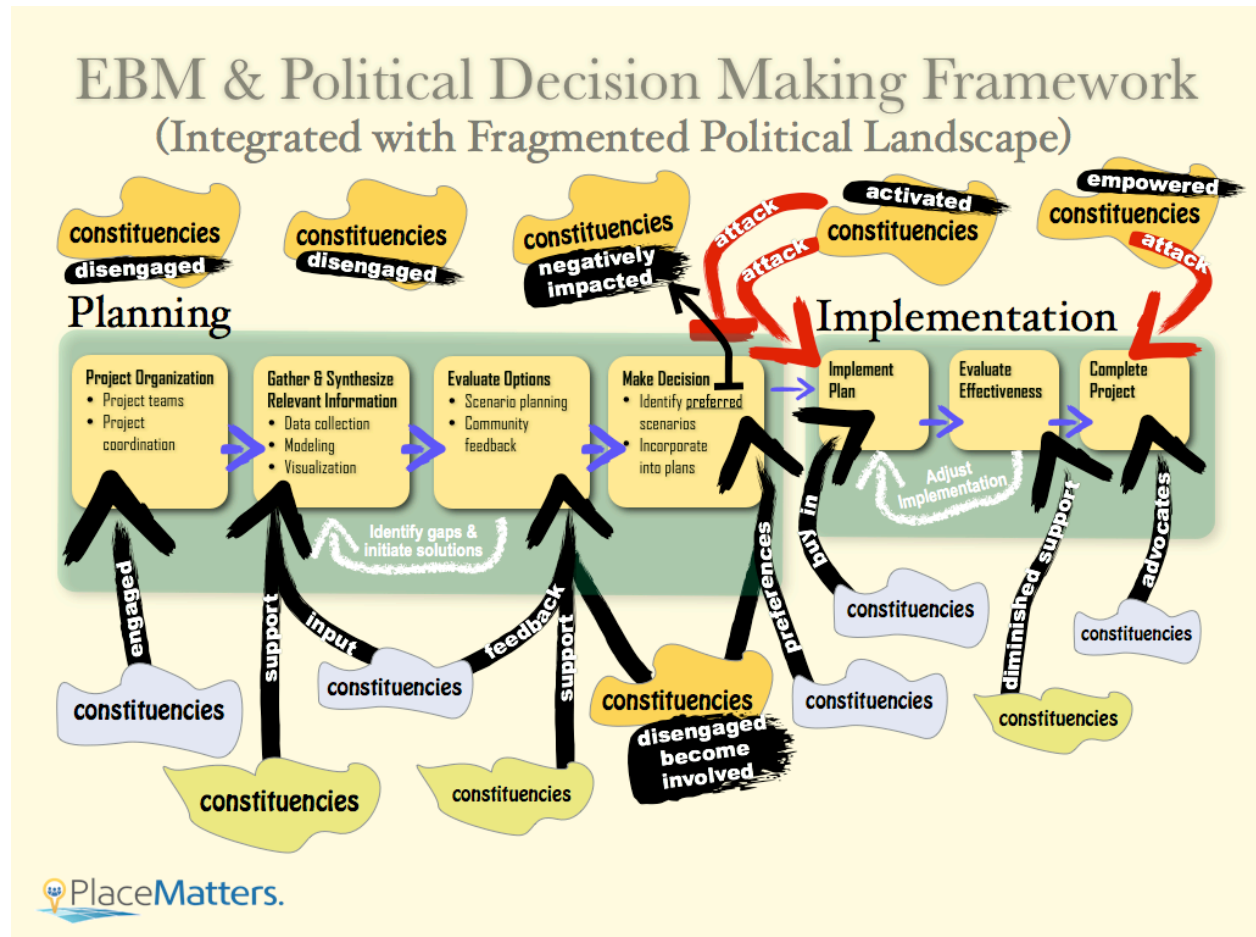 EBM & Political Decision Making Framework
(Integrated with Fragmented Political Landscape)
constituencies
disengaged
constituencies
disengaged
constituencies
negatively
impacted
attack
attack
activated
constituencies
empowered
constituencies
attack
Planning
Implementation
Project Organization
• Project teams
• Project
coordination
Gather & Synthesize
Relevant Information
• Data collection
• Modeling
• Visualization
Evaluate Options
• Scenario planning
• Community
feedback
Make Decision
• Identify preferred
scenarios
• Incorporate
into plans
Implement
Plan
Evaluate
Effectiveness
Complete
Project
Identify gaps &
initiate solutions
Adjust
Implementation
engaged
support
input
feedback
support
preferences
buy in
diminished support
advocates
constituencies
constituencies
constituencies
constituencies
constituencies
disengaged
become
involved
constituencies
constituencies
constituencies
constituencies
PlaceMatters.